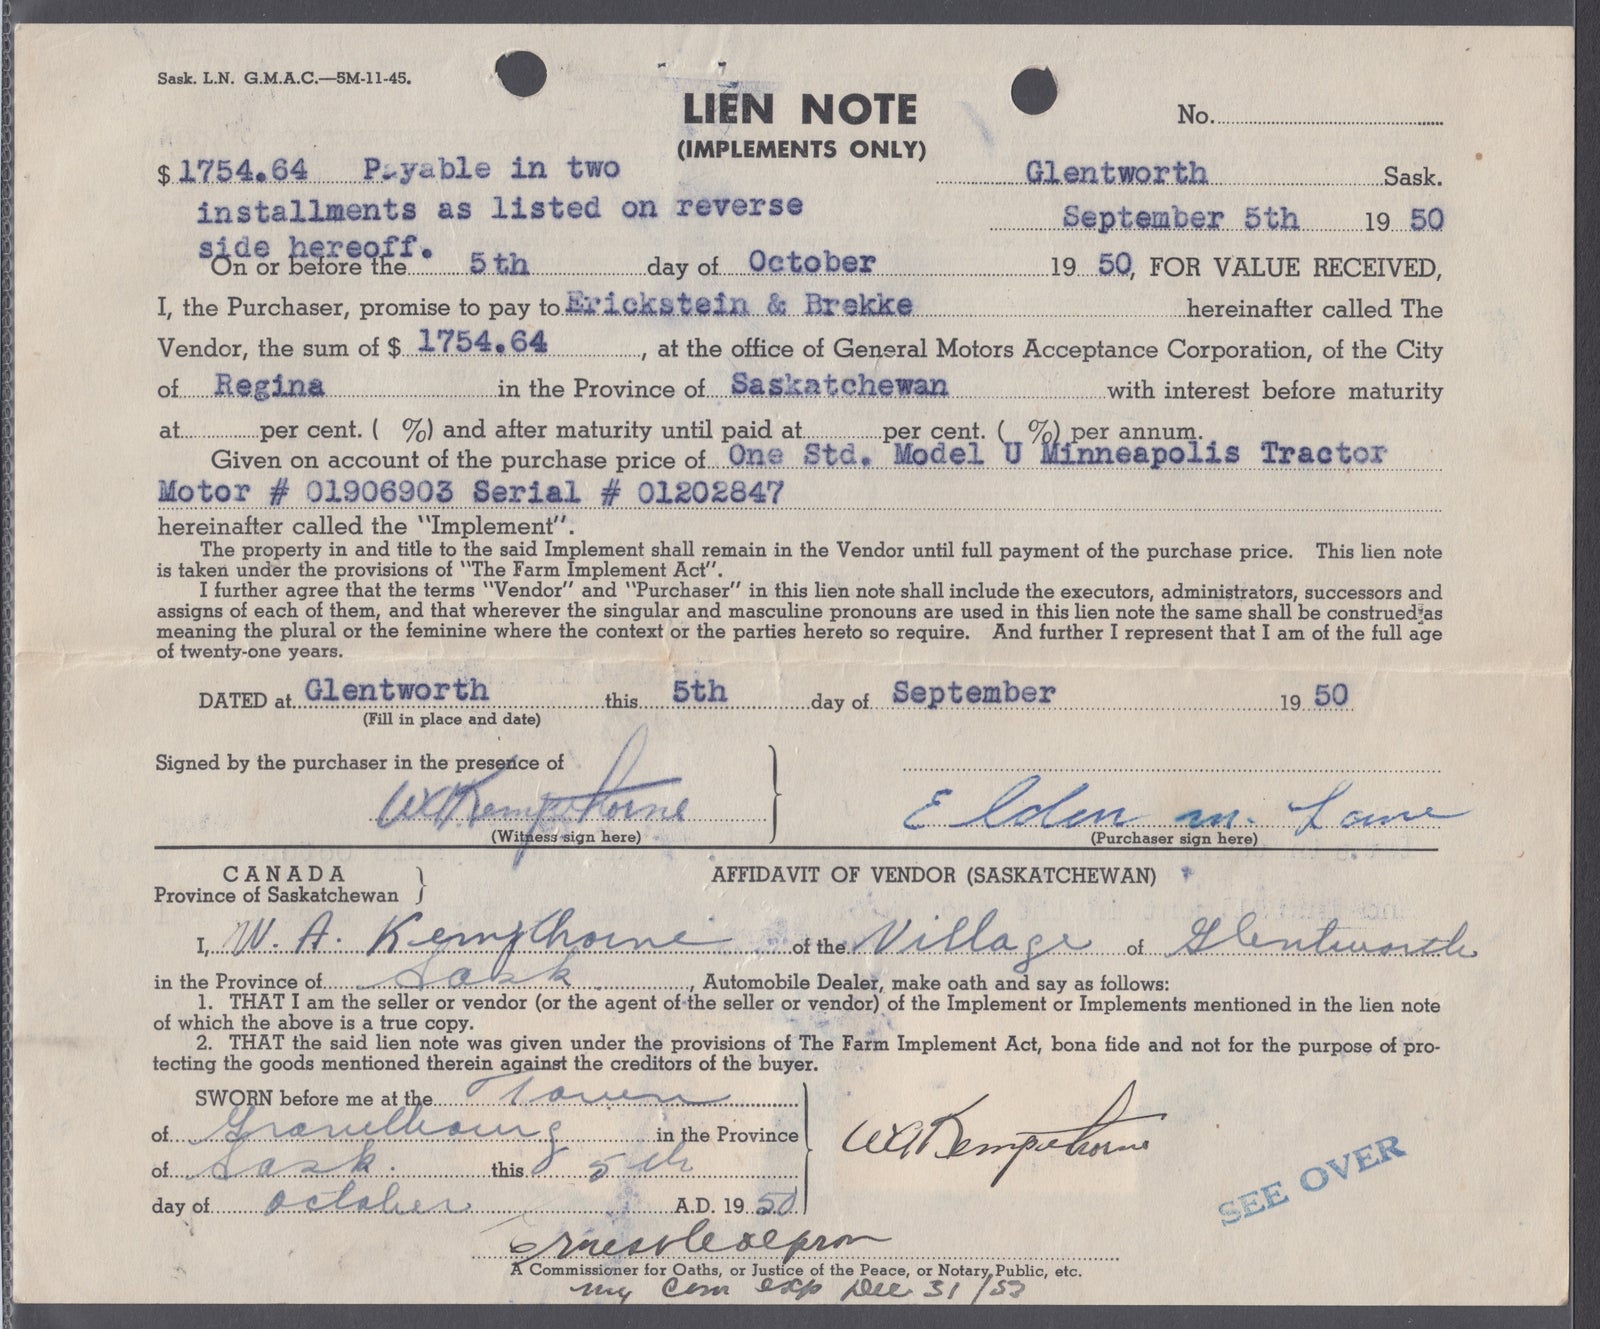 Sask. L.N. G.M.A.C.—5M-11-45.
LIEN NOTE
(IMPLEMENTS ONLY)
No.
$ 1754.64 Payable in two
installments as listed on reverse
side hereoff.
Glentworth Sask.
September 5th 19 50
On or before the 5th day of October 19 50, FOR VALUE RECEIVED,
I, the Purchaser, promise to pay to Erickstein & Brekke hereinafter called The
Vendor, the sum of $ 1754.64, at the office of General Motors Acceptance Corporation, of the City
of Regina in the Province of Saskatchewan with interest before maturity
at per cent. ( %) and after maturity until paid at per cent. ( %) per annum.
Given on account of the purchase price of One Std. Model U Minneapolis Tractor
Motor # 01906903 Serial # 01202847
hereinafter called the "Implement".
The property in and title to the said Implement shall remain in the Vendor until full payment of the purchase price. This lien note
is taken under the provisions of "The Farm Implement Act".
I further agree that the terms "Vendor" and "Purchaser" in this lien note shall include the executors, administrators, successors and
assigns of each of them, and that wherever the singular and masculine pronouns are used in this lien note the same shall be construed as
meaning the plural or the feminine where the context or the parties hereto so require. And further I represent that I am of the full age
of twenty-one years.
DATED at Glentworth this 5th day of September 19 50
(Fill in place and date)
Signed by the purchaser in the presence of
WA Kempthorne
(Witness sign here)
Elden M. Lane
(Purchaser sign here)
CANADA
Province of Saskatchewan }
AFFIDAVIT OF VENDOR (SASKATCHEWAN)
I, W. A. Kempthorne of the Village of Glentworth
in the Province of Sask, Automobile Dealer, make oath and say as follows:
1. THAT I am the seller or vendor (or the agent of the seller or vendor) of the Implement or Implements mentioned in the lien note
of which the above is a true copy.
2. THAT the said lien note was given under the provisions of The Farm Implement Act, bona fide and not for the purpose of pro-
tecting the goods mentioned therein against the creditors of the buyer.
SWORN before me at the Town
of Gravelbourg in the Province
of Sask. this 5th
day of October A.D. 19 50
WA Kempthorne
SEE OVER
A Commissioner for Oaths, or Justice of the Peace, or Notary Public, etc.
my Com exp Dec 31/53